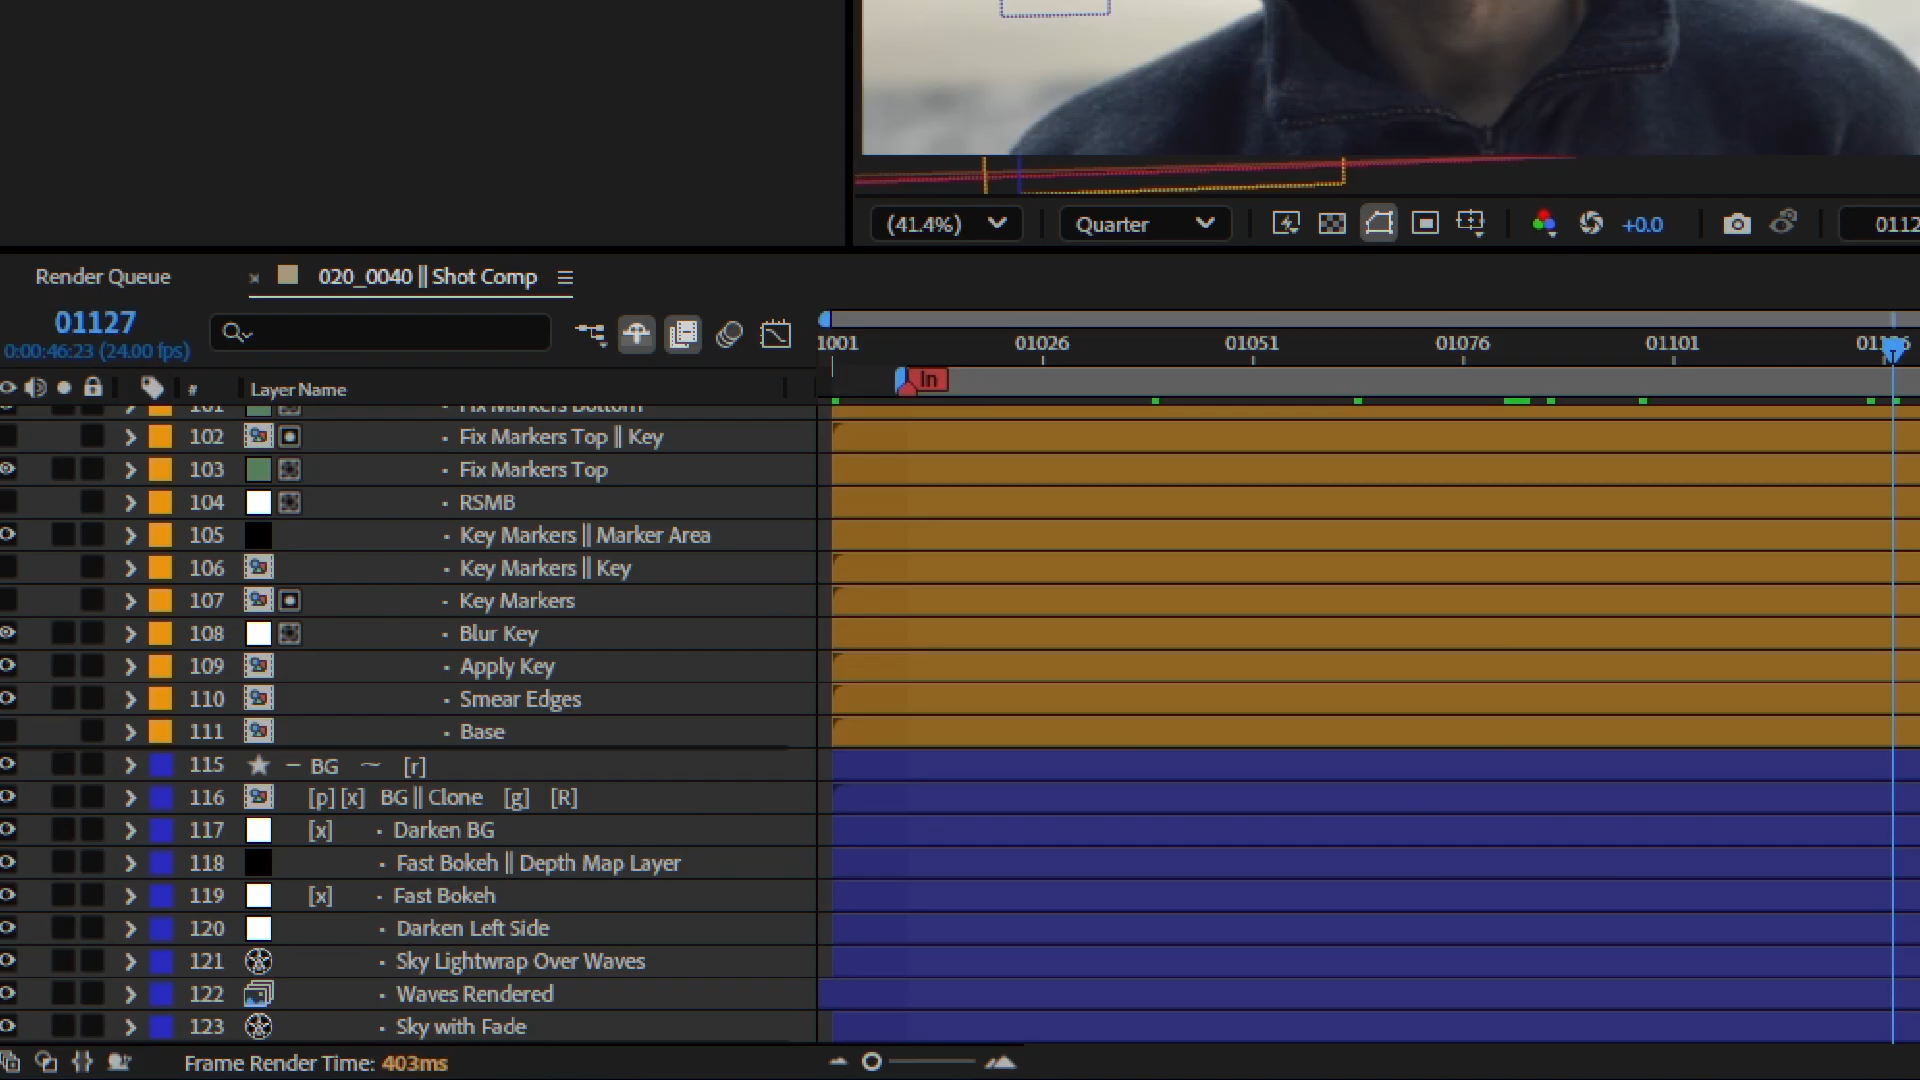 (41.4%)
Quarter
+0.0
0112
Render Queue
× 020_0040 || Shot Comp
01127
0:00:46:23 (24.00 fps)
1001
01026
01051
01076
01101
In
# Layer Name
101 Fix Markers Bottom
102 Fix Markers Top || Key
103 Fix Markers Top
104 RSMB
105 Key Markers || Marker Area
106 Key Markers || Key
107 Key Markers
108 Blur Key
109 Apply Key
110 Smear Edges
111 Base
115 – BG ~ [r]
116 [p] [x] BG || Clone [g] [R]
117 [x] Darken BG
118 Fast Bokeh || Depth Map Layer
119 [x] Fast Bokeh
120 Darken Left Side
121 Sky Lightwrap Over Waves
122 Waves Rendered
123 Sky with Fade
Frame Render Time: 403ms